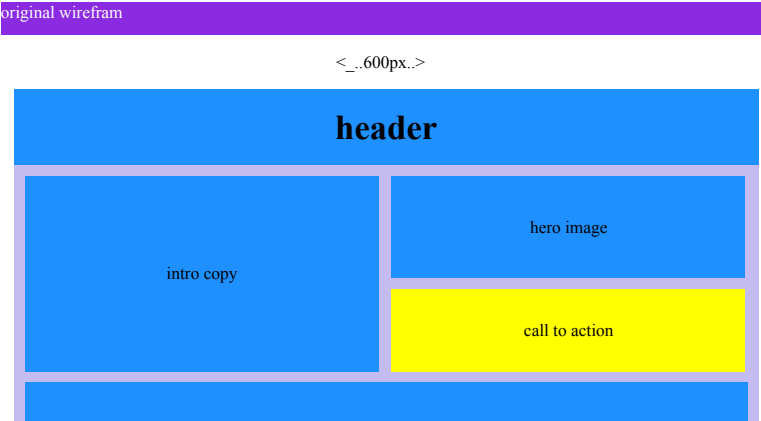 original wirefram
<_..600px..>
header
intro copy
hero image
call to action